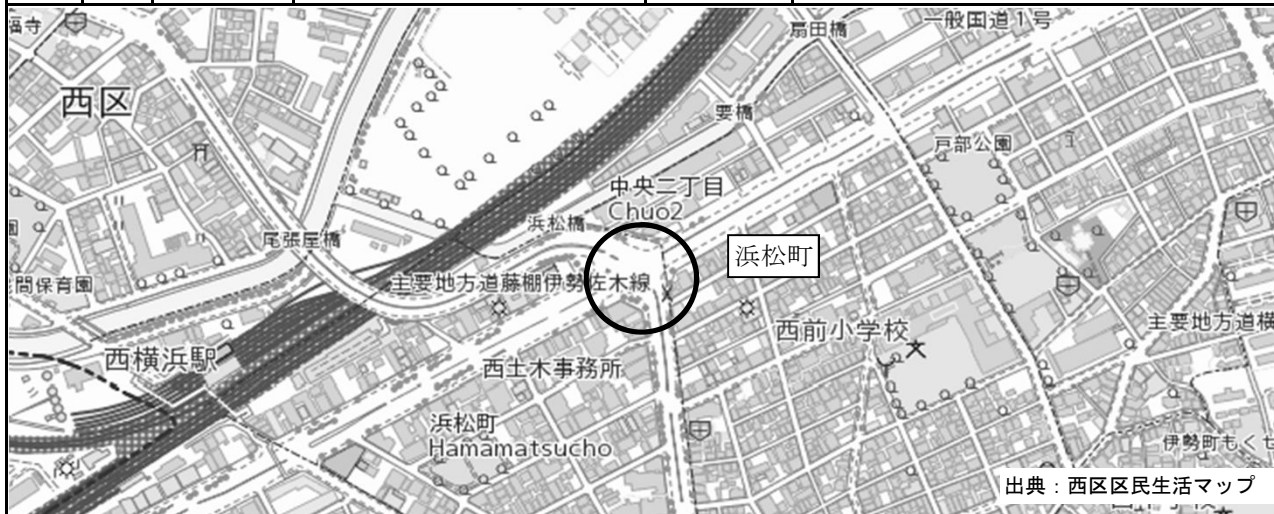 福寺
扇田橋
一般国道1号
西区
要橋
戸部公園
中央二丁目
Chuo2
浜松橋
浜松町
尾張屋橋
主要地方道藤棚伊勢佐木線
間保育園
西横浜駅
西前小学校
主要地方道横
西土木事務所
浜松町
Hamamatsucho
伊勢町もくせ
出典：西区区民生活マップ